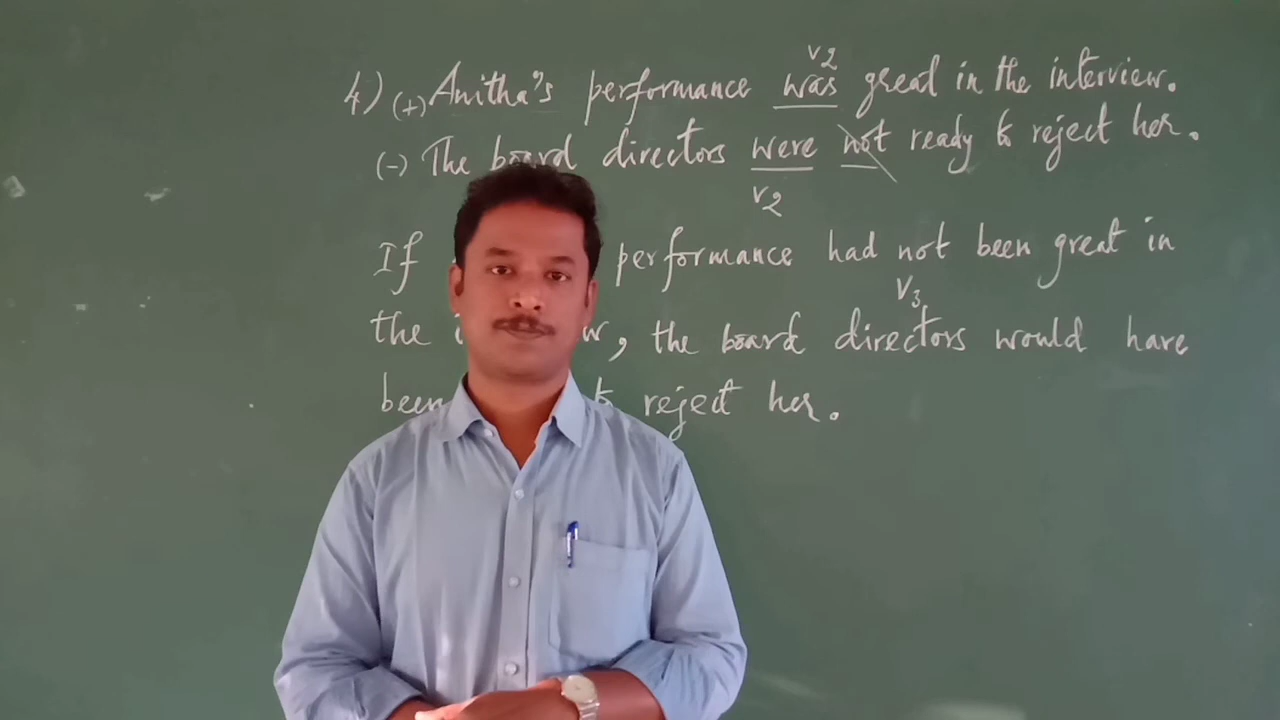 v2
4) (+) Anitha's performance was great in the interview.
(-) The board directors were not ready to reject her.
v2
If performance had not been great in
V3
the w, the board directors would have
been to reject her.